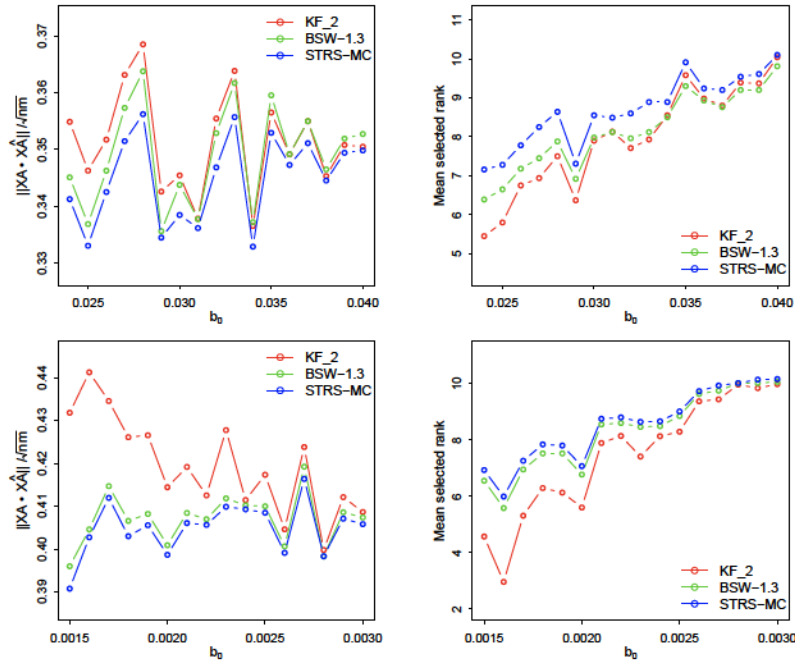 KF_2
BSW-1.3
STRS-MC
||XA - XÂ|| /√nm
0.37
0.36
0.35
0.34
0.33
0.025 0.030 0.035 0.040
b₀
KF_2
BSW-1.3
STRS-MC
Mean selected rank
11
10
9
8
7
6
5
0.025 0.030 0.035 0.040
b₀
KF_2
BSW-1.3
STRS-MC
||XA - XÂ|| /√nm
0.44
0.43
0.42
0.41
0.40
0.39
0.0015 0.0020 0.0025 0.0030
b₀
KF_2
BSW-1.3
STRS-MC
Mean selected rank
12
10
8
6
4
2
0.0015 0.0020 0.0025 0.0030
b₀